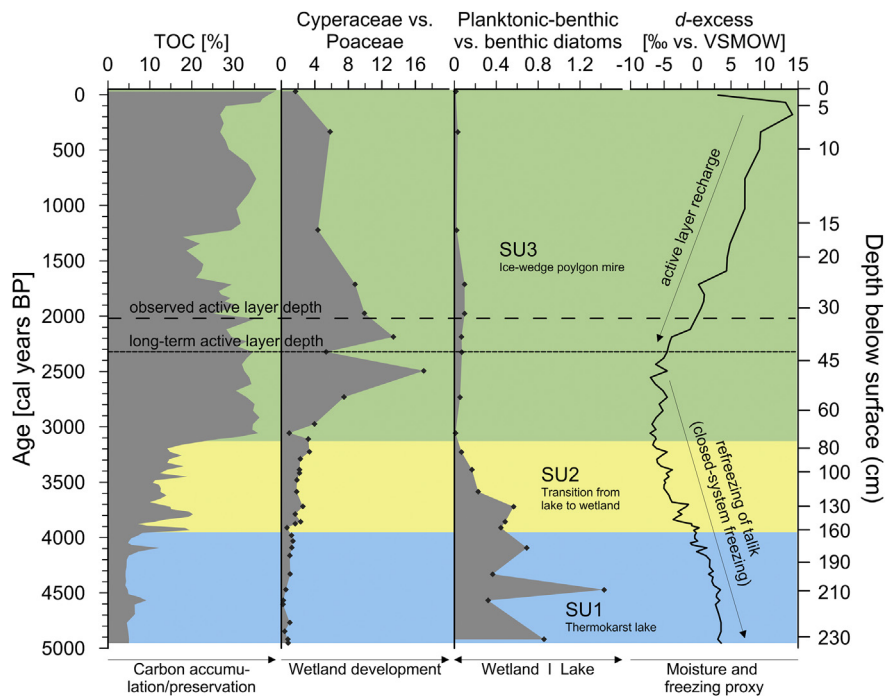 Cyperaceae vs. Poaceae
Planktonic-benthic vs. benthic diatoms
d-excess
TOC [%]
[‰ vs. VSMOW]
0 10 20 30
0 4 8 12 16
0 0.4 0.8 1.2
-10 -5 0 5 10 15
Age [cal years BP]
0
500
1000
1500
2000
2500
3000
3500
4000
4500
5000
observed active layer depth
long-term active layer depth
SU3
Ice-wedge poylgon mire
SU2
Transition from
lake to wetland
SU1
Thermokarst lake
active layer recharge
refreezing of talik
(closed-system freezing)
0
5
10
15
20
30
45
60
80
100
130
160
190
210
230
Depth below surface (cm)
Carbon accumu-
lation/preservation
Wetland development
Wetland I Lake
Moisture and
freezing proxy